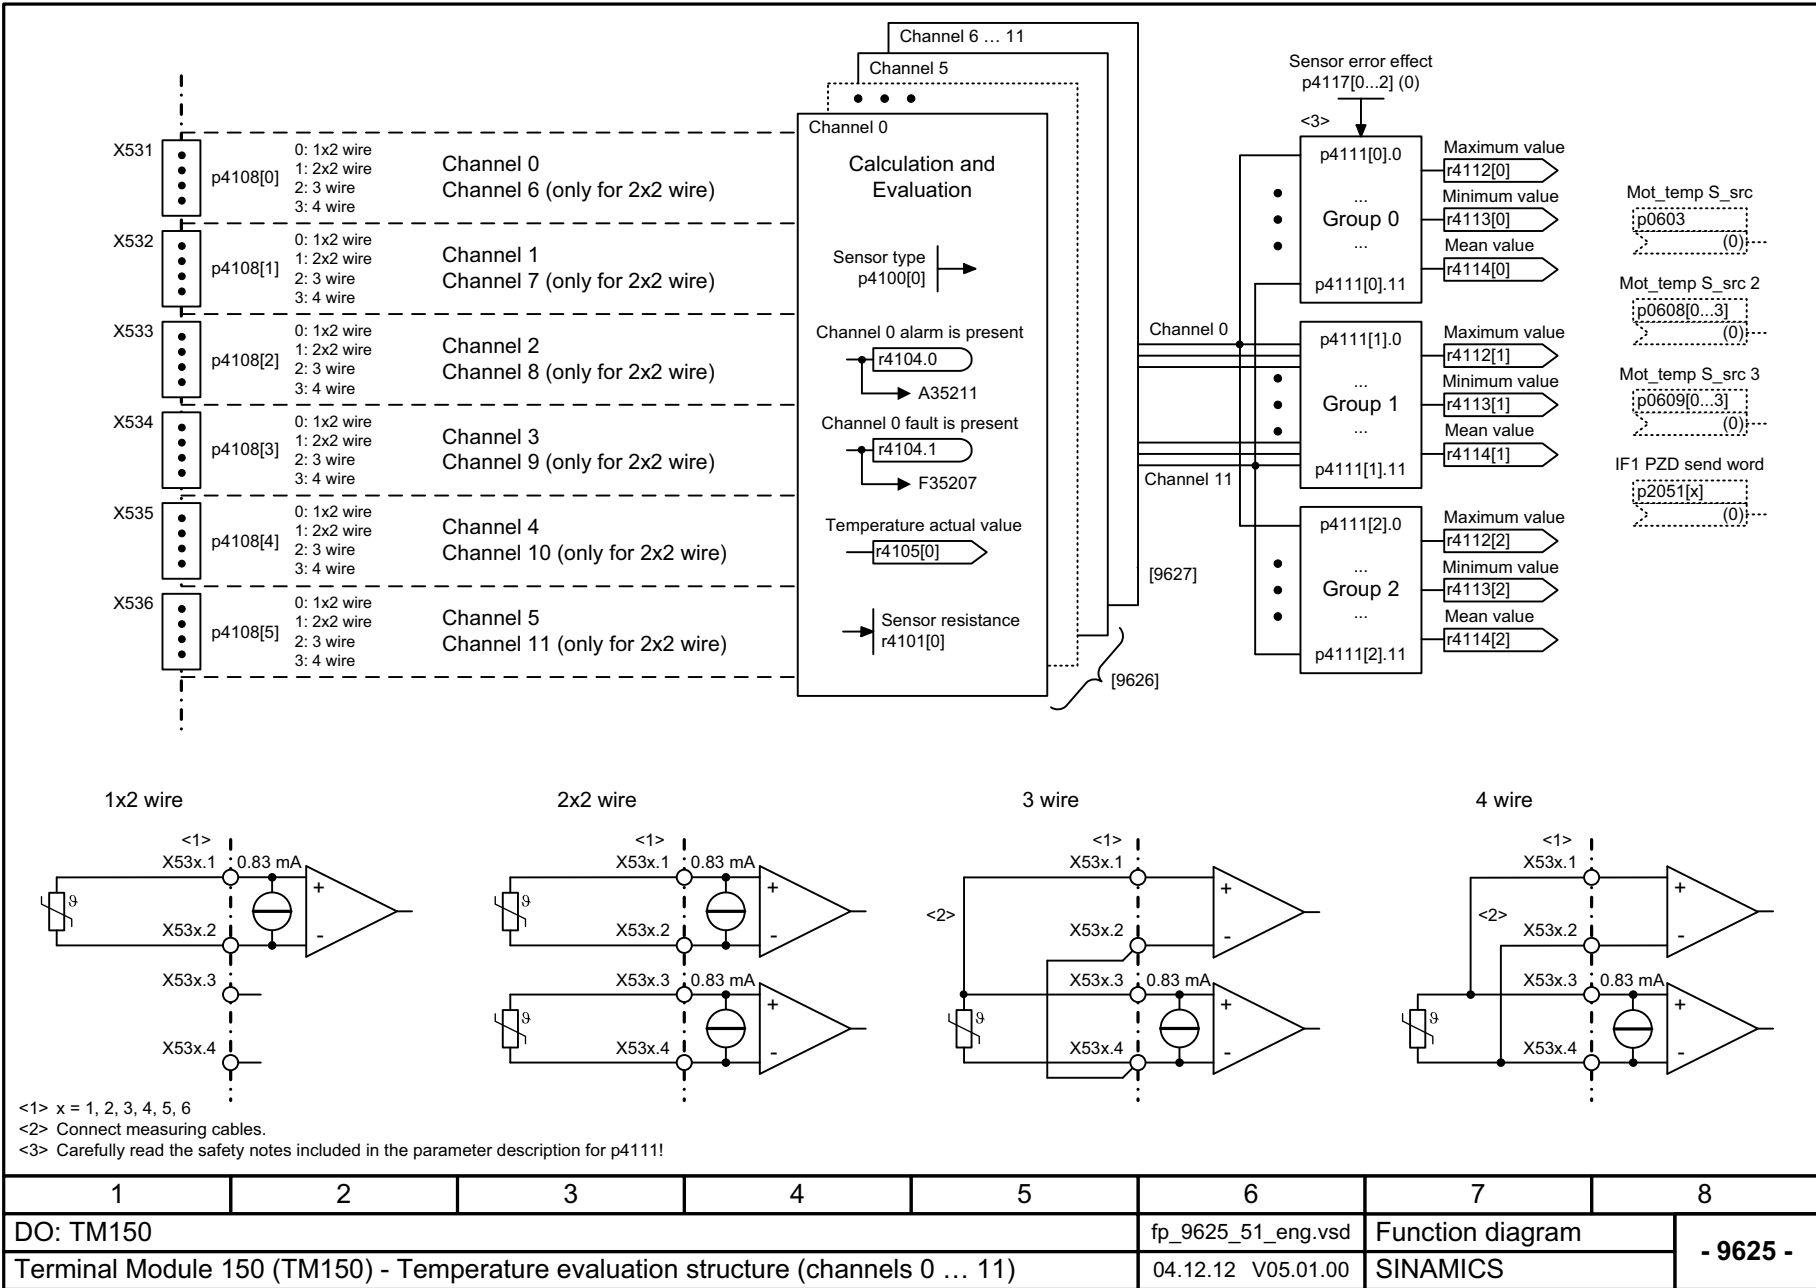 Channel 6 … 11
Channel 5
Channel 0
Calculation and
Evaluation
Sensor type
p4100[0]
Channel 0 alarm is present
r4104.0
A35211
Channel 0 fault is present
r4104.1
F35207
Temperature actual value
r4105[0]
Sensor resistance
r4101[0]
[9627]
[9626]
X531
p4108[0]
0: 1x2 wire
1: 2x2 wire
2: 3 wire
3: 4 wire
Channel 0
Channel 6 (only for 2x2 wire)
X532
p4108[1]
0: 1x2 wire
1: 2x2 wire
2: 3 wire
3: 4 wire
Channel 1
Channel 7 (only for 2x2 wire)
X533
p4108[2]
0: 1x2 wire
1: 2x2 wire
2: 3 wire
3: 4 wire
Channel 2
Channel 8 (only for 2x2 wire)
X534
p4108[3]
0: 1x2 wire
1: 2x2 wire
2: 3 wire
3: 4 wire
Channel 3
Channel 9 (only for 2x2 wire)
X535
p4108[4]
0: 1x2 wire
1: 2x2 wire
2: 3 wire
3: 4 wire
Channel 4
Channel 10 (only for 2x2 wire)
X536
p4108[5]
0: 1x2 wire
1: 2x2 wire
2: 3 wire
3: 4 wire
Channel 5
Channel 11 (only for 2x2 wire)
Channel 0
Channel 11
Sensor error effect
p4117[0...2] (0)
<3>
p4111[0].0
...
Group 0
...
p4111[0].11
Maximum value
r4112[0]
Minimum value
r4113[0]
Mean value
r4114[0]
p4111[1].0
...
Group 1
...
p4111[1].11
Maximum value
r4112[1]
Minimum value
r4113[1]
Mean value
r4114[1]
p4111[2].0
...
Group 2
...
p4111[2].11
Maximum value
r4112[2]
Minimum value
r4113[2]
Mean value
r4114[2]
Mot_temp S_src
p0603
(0)
Mot_temp S_src 2
p0608[0...3]
(0)
Mot_temp S_src 3
p0609[0...3]
(0)
IF1 PZD send word
p2051[x]
(0)
1x2 wire
<1>
X53x.1
0.83 mA
+
ϑ
X53x.2
-
X53x.3
X53x.4
2x2 wire
<1>
X53x.1
0.83 mA
+
ϑ
X53x.2
-
X53x.3
0.83 mA
+
ϑ
X53x.4
-
3 wire
<1>
X53x.1
+
<2>
X53x.2
-
X53x.3
0.83 mA
+
ϑ
X53x.4
-
4 wire
<1>
X53x.1
+
<2>
X53x.2
-
X53x.3
0.83 mA
+
ϑ
X53x.4
-
<1> x = 1, 2, 3, 4, 5, 6
<2> Connect measuring cables.
<3> Carefully read the safety notes included in the parameter description for p4111!
1 2 3 4 5 6 7 8
DO: TM150
fp_9625_51_eng.vsd
Function diagram
- 9625 -
Terminal Module 150 (TM150) - Temperature evaluation structure (channels 0 … 11)
04.12.12 V05.01.00
SINAMICS